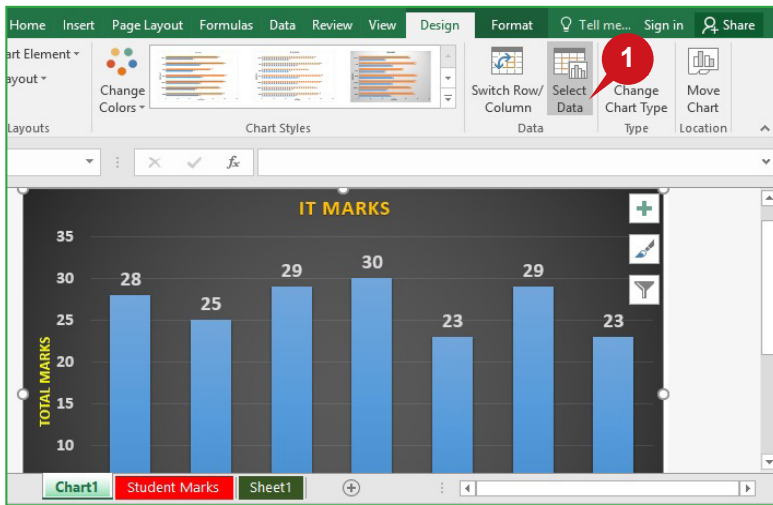 Home Insert Page Layout Formulas Data Review View Design Format Tell me... Sign in Share
art Element
ayout
Change Colors
Switch Row/ Column
Select Data
1
Change Chart Type
Move Chart
Layouts Chart Styles Data Type Location
fx
IT MARKS
35
30
25
20
15
10
TOTAL MARKS
28 25 29 30 23 29 23
Chart1 Student Marks Sheet1